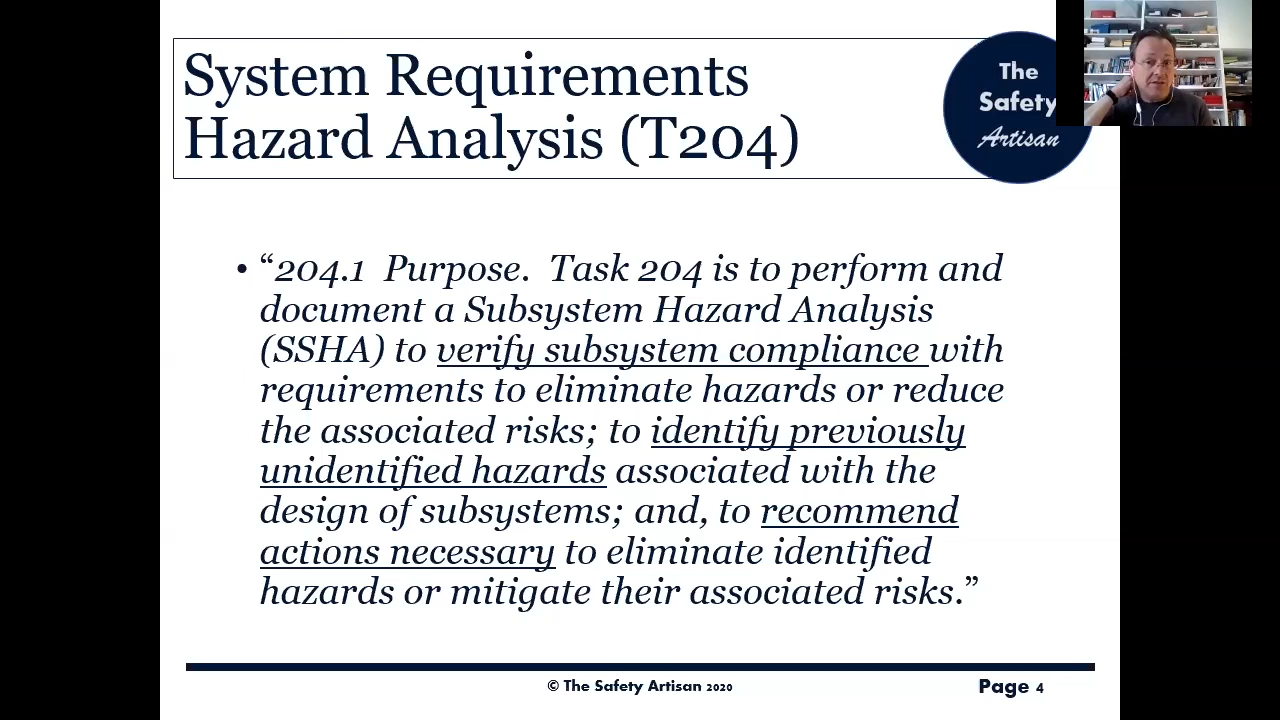 System Requirements
Hazard Analysis (T204)
The
Safety
Artisan
• “204.1 Purpose. Task 204 is to perform and
document a Subsystem Hazard Analysis
(SSHA) to verify subsystem compliance with
requirements to eliminate hazards or reduce
the associated risks; to identify previously
unidentified hazards associated with the
design of subsystems; and, to recommend
actions necessary to eliminate identified
hazards or mitigate their associated risks.”
© The Safety Artisan 2020
Page 4